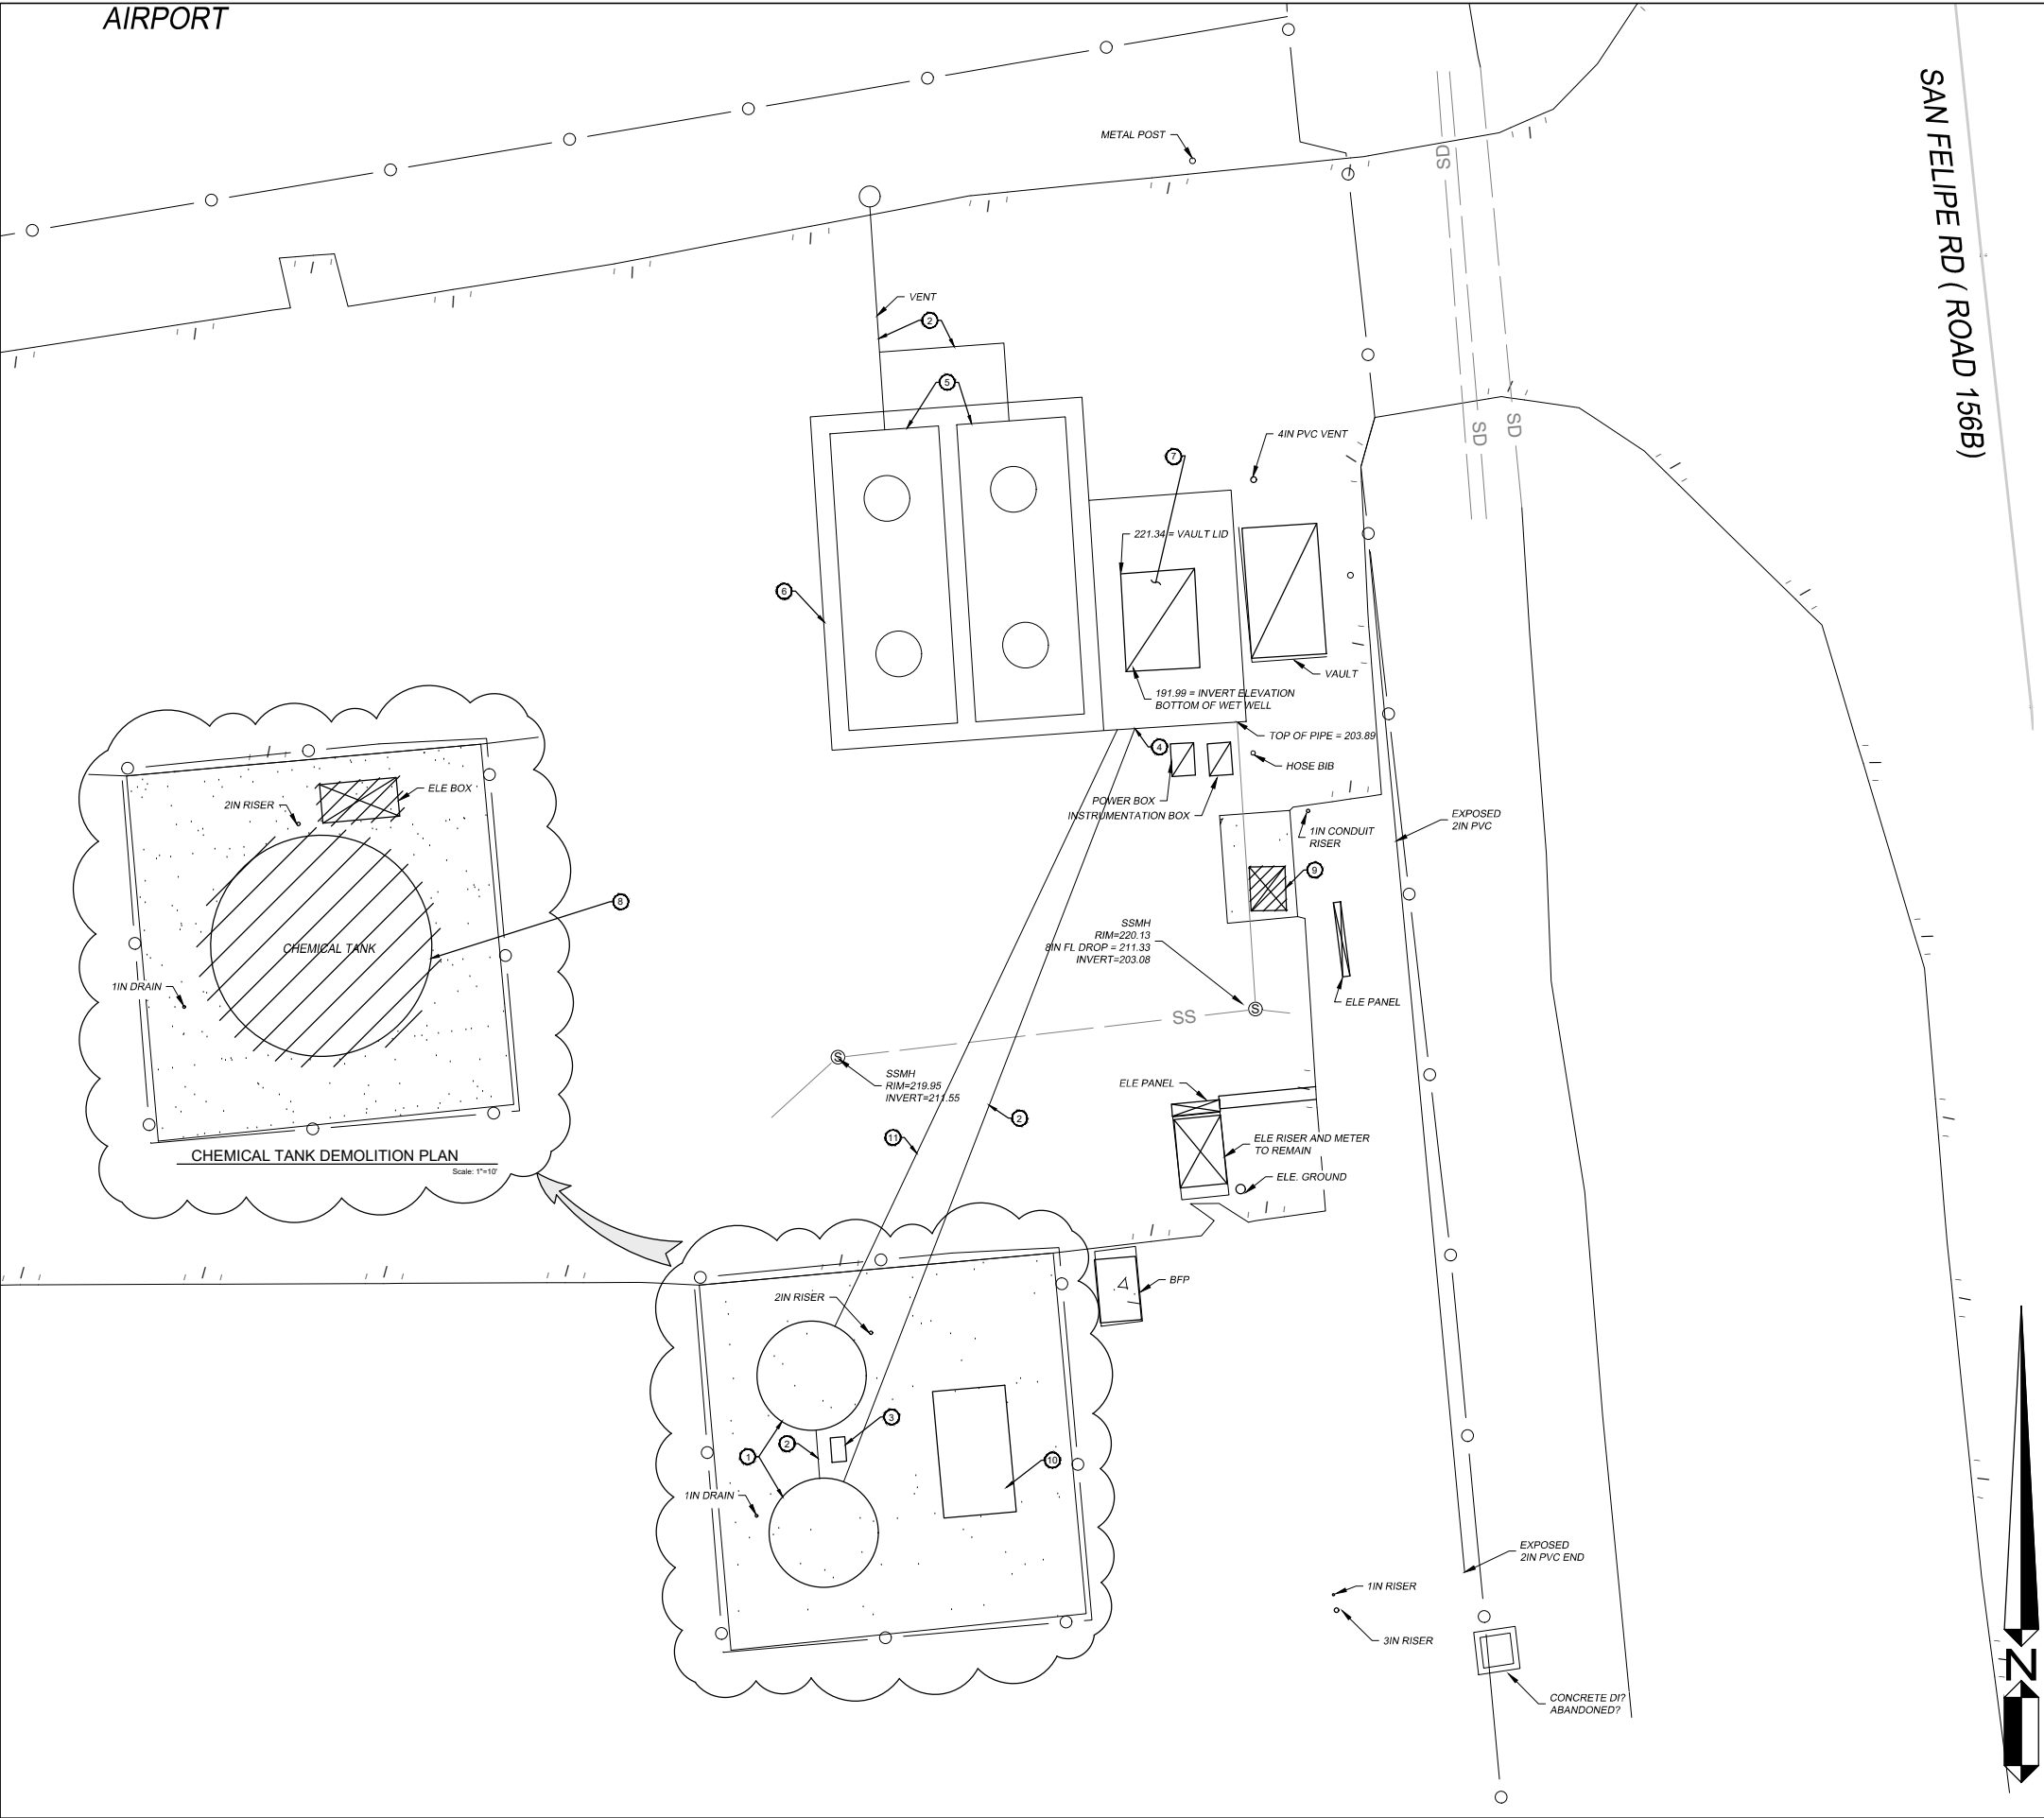 AIRPORT
SAN FELIPE RD ( ROAD 156B)
METAL POST
SD
VENT
2
5
SD
SD
4IN PVC VENT
7
221.34 = VAULT LID
6
VAULT
191.99 = INVERT ELEVATION
BOTTOM OF WET WELL
TOP OF PIPE = 203.89
4
HOSE BIB
POWER BOX
INSTRUMENTATION BOX
EXPOSED
2IN PVC
1IN CONDUIT
RISER
9
ELE BOX
2IN RISER
8
CHEMICAL TANK
1IN DRAIN
SSMH
RIM=220.13
8IN FL DROP = 211.33
INVERT=203.08
ELE PANEL
S
SS
S
SSMH
RIM=219.95
INVERT=211.55
ELE PANEL
2
11
ELE RISER AND METER
TO REMAIN
ELE. GROUND
CHEMICAL TANK DEMOLITION PLAN
Scale: 1"=10'
BFP
2IN RISER
3
2
1
10
1IN DRAIN
EXPOSED
2IN PVC END
1IN RISER
3IN RISER
CONCRETE DI?
ABANDONED?
N